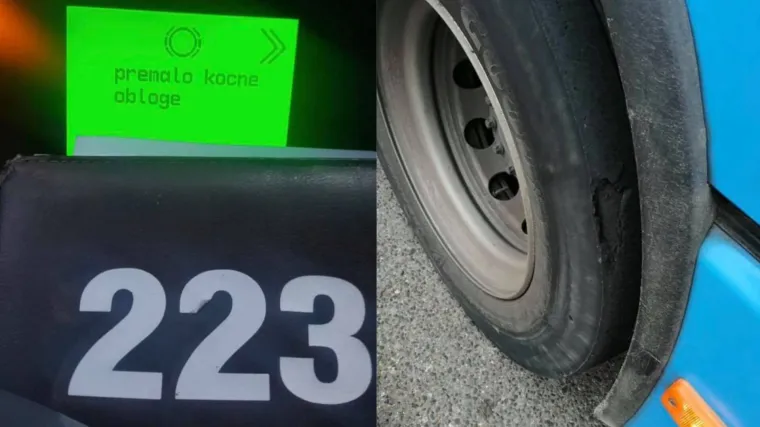 premalo kocne
obloge
223